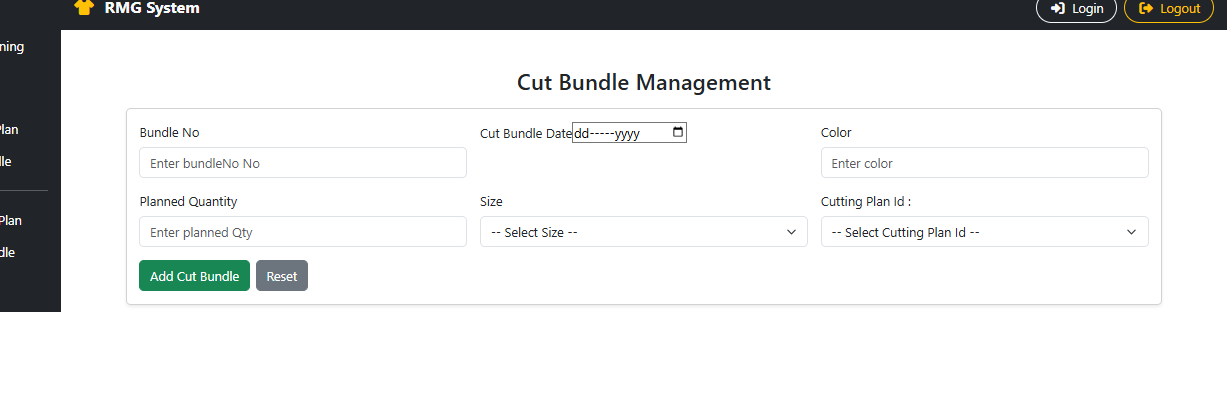 RMG System
Login
Logout
ning
Plan
lle
Plan
dle
Cut Bundle Management
Bundle No
Enter bundleNo No
Cut Bundle Date
dd-----yyyy
Color
Enter color
Planned Quantity
Enter planned Qty
Size
-- Select Size --
Cutting Plan Id :
-- Select Cutting Plan Id --
Add Cut Bundle
Reset